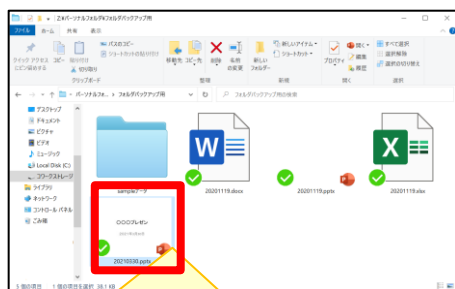 Z:¥パーソナルフォルダ¥フォルダバックアップ用
ファイル ホーム 共有 表示
クイック アクセス にピン留めする
コピー
貼り付け
パスのコピー
ショートカットの貼り付け
切り取り
移動先 コピー先 削除 名前の変更
新しいフォルダー
新しいアイテム
ショートカット
プロパティ
開く
編集
履歴
すべて選択
選択解除
選択の切り替え
クリップボード 整理 新規 開く 選択
パーソナルフォ... > フォルダバックアップ用
フォルダバックアップ用の検索
デスクトップ
ドキュメント
ピクチャ
ビデオ
ミュージック
Local Disk (C:)
ワークストレージ
ライブラリ
ネットワーク
コントロール パネル
ごみ箱
sampleデータ
20201119.docx
20201119.pptx
20201119.xlsx
〇〇〇プレゼン
20210330.pptx
5 個の項目 1 個の項目を選択 38.1 KB